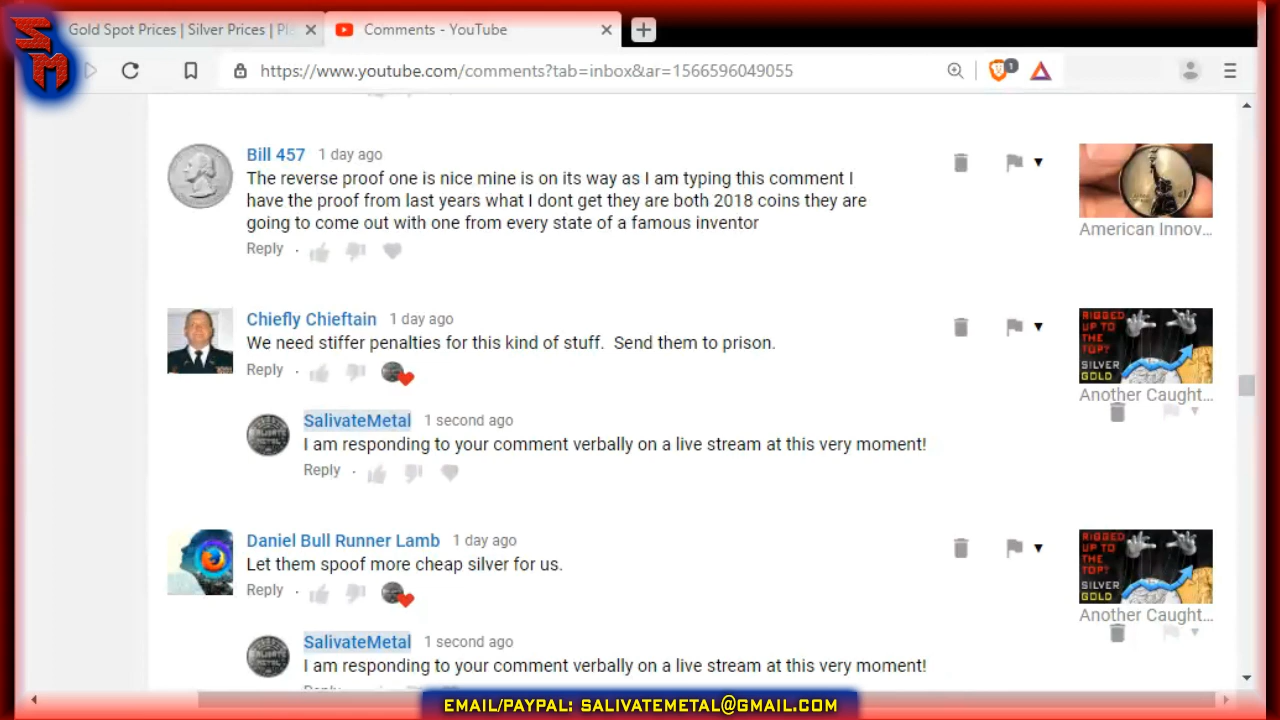 SM
Gold Spot Prices | Silver Prices | Pla
Comments - YouTube
https://www.youtube.com/comments?tab=inbox&ar=1566596049055
1
Bill 457 1 day ago
The reverse proof one is nice mine is on its way as I am typing this comment I
have the proof from last years what I dont get they are both 2018 coins they are
going to come out with one from every state of a famous inventor
Reply
American Innov...
Chiefly Chieftain 1 day ago
We need stiffer penalties for this kind of stuff. Send them to prison.
Reply
RIGGED
UP TO
THE
TOP?
SILVER
GOLD
Another Caught...
SalivateMetal 1 second ago
I am responding to your comment verbally on a live stream at this very moment!
Reply
Daniel Bull Runner Lamb 1 day ago
Let them spoof more cheap silver for us.
Reply
RIGGED
UP TO
THE
TOP?
SILVER
GOLD
Another Caught...
SalivateMetal 1 second ago
I am responding to your comment verbally on a live stream at this very moment!
EMAIL/PAYPAL: SALIVATEMETAL@GMAIL.COM